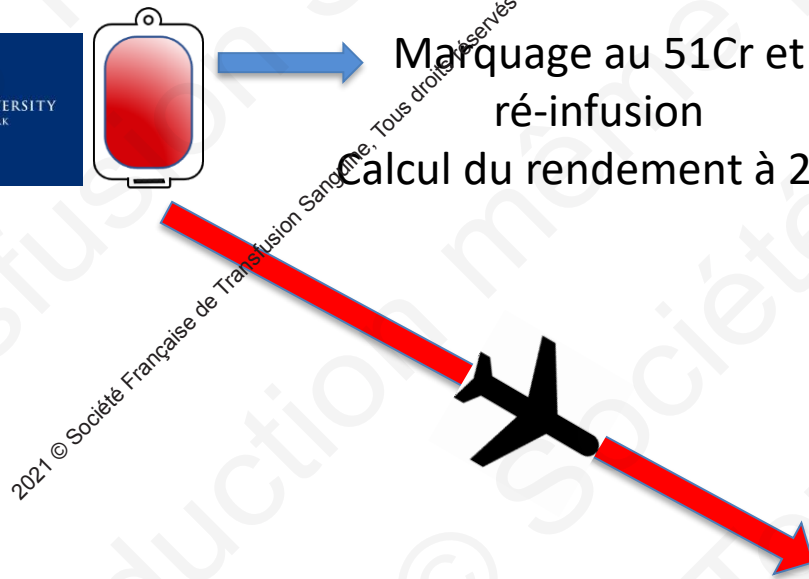 ERSITY
Marquage au 51Cr et
ré-infusion
Calcul du rendement à 2
2021 © Société Française de Transfusion Sanguine, Tous droits réservés